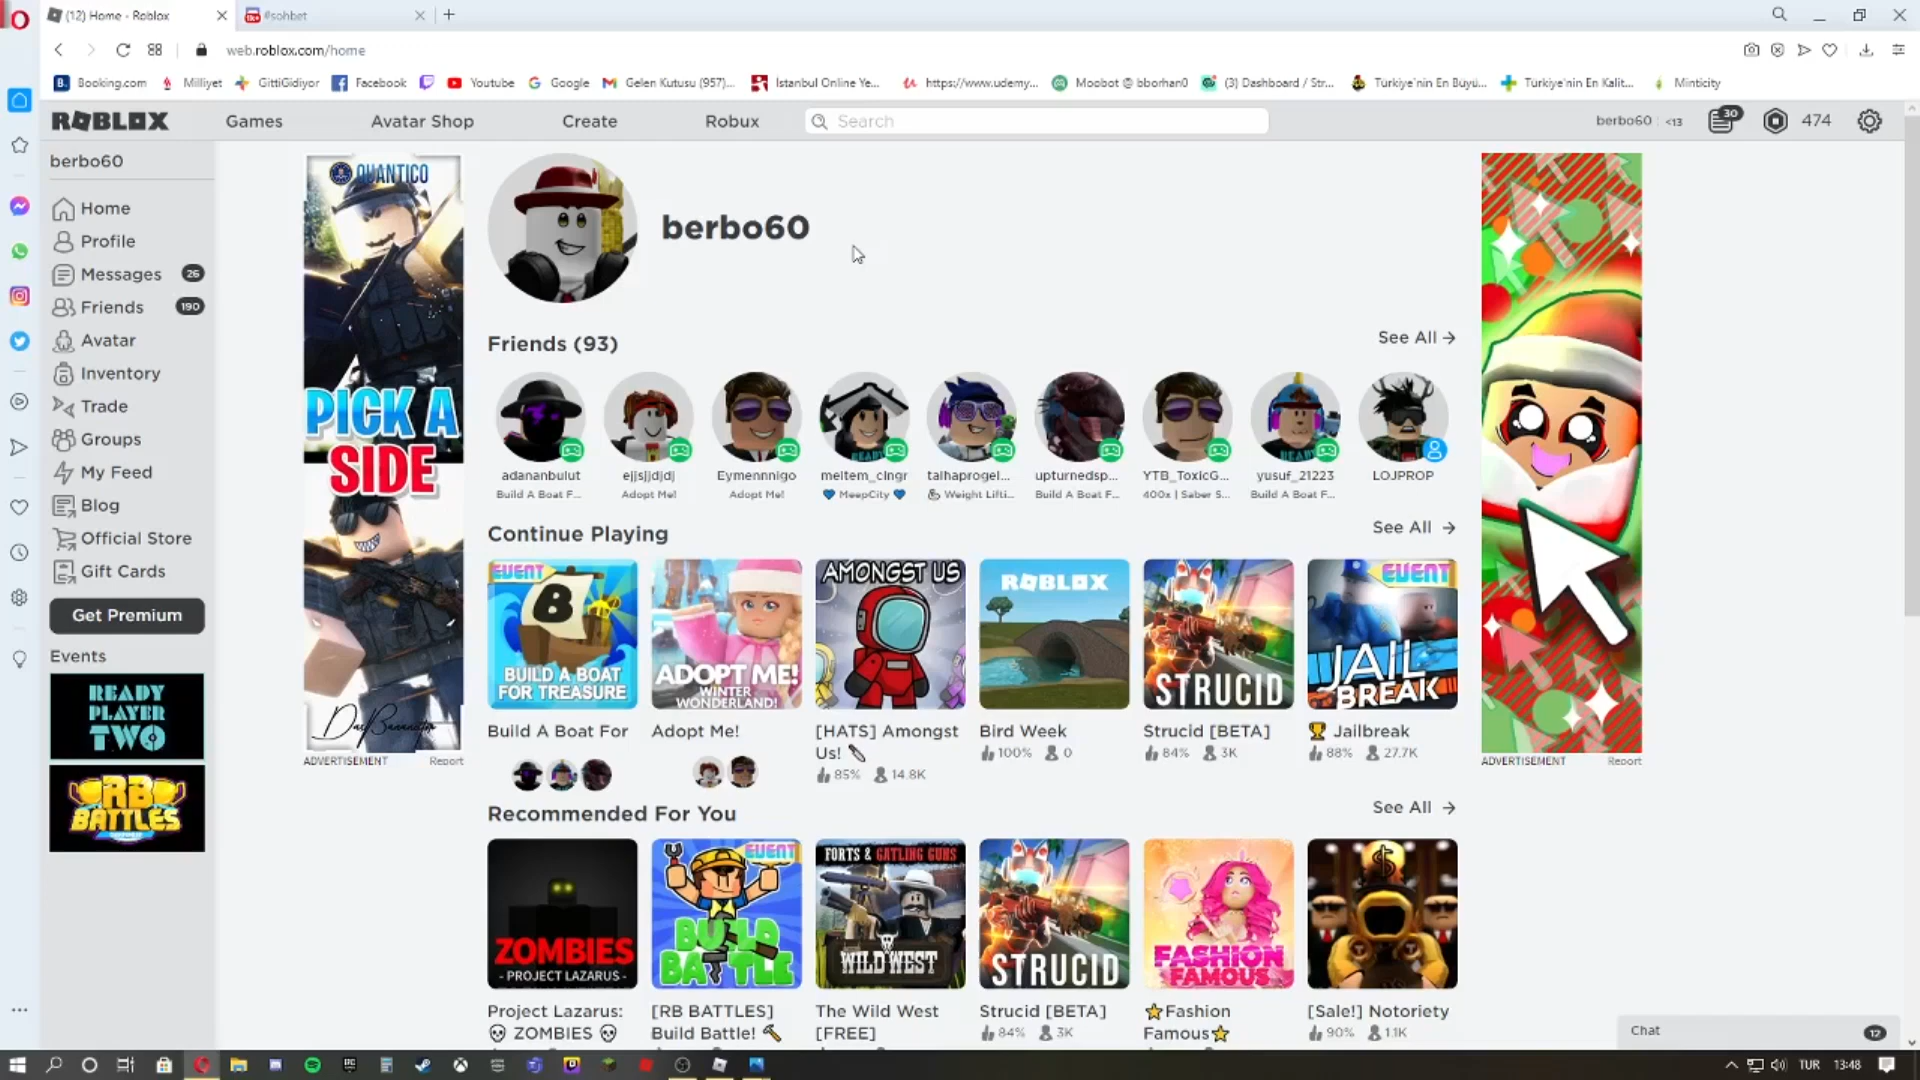 (12) Home - Roblox
#sohbet
web.roblox.com/home
Booking.com
Milliyet
GittiGidiyor
Facebook
Youtube
Google
Gelen Kutusu (957)...
İstanbul Online Ye...
https://www.udemy...
Moobot @ bborhan0
(3) Dashboard / Str...
Türkiye'nin En Büyü...
Türkiye'nin En Kalit...
Minticity
ROBLOX
Games
Avatar Shop
Create
Robux
Search
berbo60 <13
30
474
berbo60
Home
Profile
Messages 26
Friends 190
Avatar
Inventory
Trade
Groups
My Feed
Blog
Official Store
Gift Cards
Get Premium
Events
READY
PLAYER
TWO
RB
BATTLES
QUANTICO
PICK A
SIDE
ADVERTISEMENT Report
berbo60
Friends (93)
See All →
adananbulut
Build A Boat F...
ejjsjjdjdj
Adopt Me!
Eymennnigo
Adopt Me!
meltem_clngr
💙 MeepCity 💙
talhaprogel...
Weight Lifti...
upturnedsp...
Build A Boat F...
YTB_ToxicG...
400x | Saber S...
yusuf_21223
Build A Boat F...
LOJPROP
Continue Playing
See All →
EVENT
B
BUILD A BOAT
FOR TREASURE
Build A Boat For
ADOPT ME!
WINTER
WONDERLAND!
Adopt Me!
AMONGST US
[HATS] Amongst
Us! 🔪
85% 14.8K
ROBLOX
Bird Week
100% 0
STRUCID
Strucid [BETA]
84% 3K
EVENT
JAIL
BREAK
🏆 Jailbreak
88% 27.7K
Recommended For You
See All →
ZOMBIES
- PROJECT LAZARUS -
Project Lazarus:
💀 ZOMBIES 💀
EVENT
BUILD
BATTLE
[RB BATTLES]
Build Battle! 🔨
FORTS & GATLING GUNS
WILD WEST
The Wild West
[FREE]
STRUCID
Strucid [BETA]
84% 3K
FASHION
FAMOUS
⭐Fashion
Famous⭐
$
[Sale!] Notoriety
90% 1.1K
ADVERTISEMENT Report
Chat 12
TUR 13:48